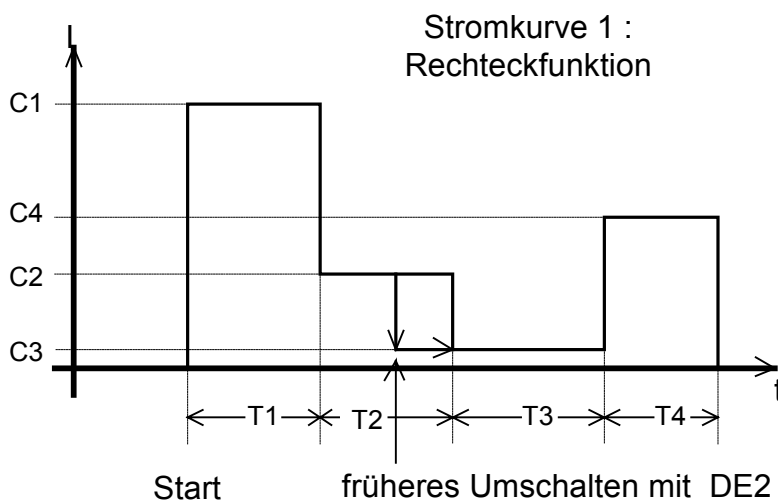 Stromkurve 1 :
Rechteckfunktion
I
C1
C4
C2
C3
t
T1
T2
T3
T4
Start
früheres Umschalten mit DE2